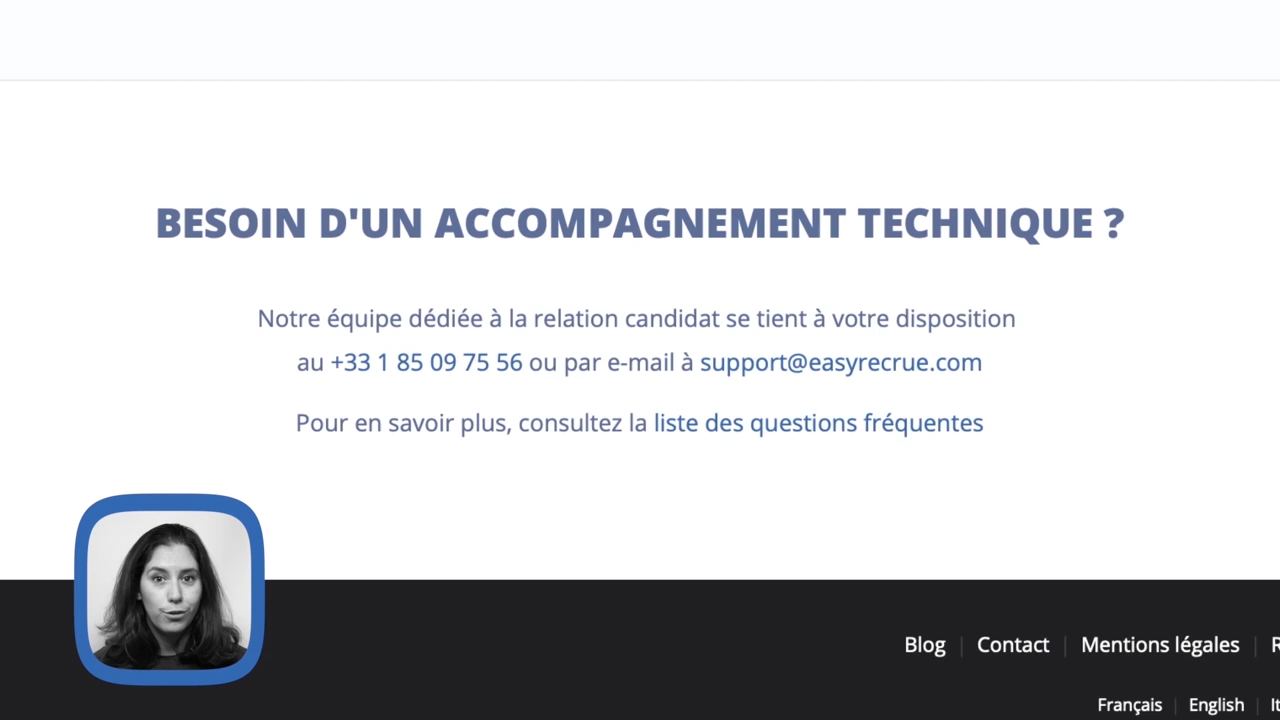 BESOIN D'UN ACCOMPAGNEMENT TECHNIQUE ?
Notre équipe dédiée à la relation candidat se tient à votre disposition
au +33 1 85 09 75 56 ou par e-mail à support@easyrecrue.com
Pour en savoir plus, consultez la liste des questions fréquentes
Blog | Contact | Mentions légales |
Français | English |